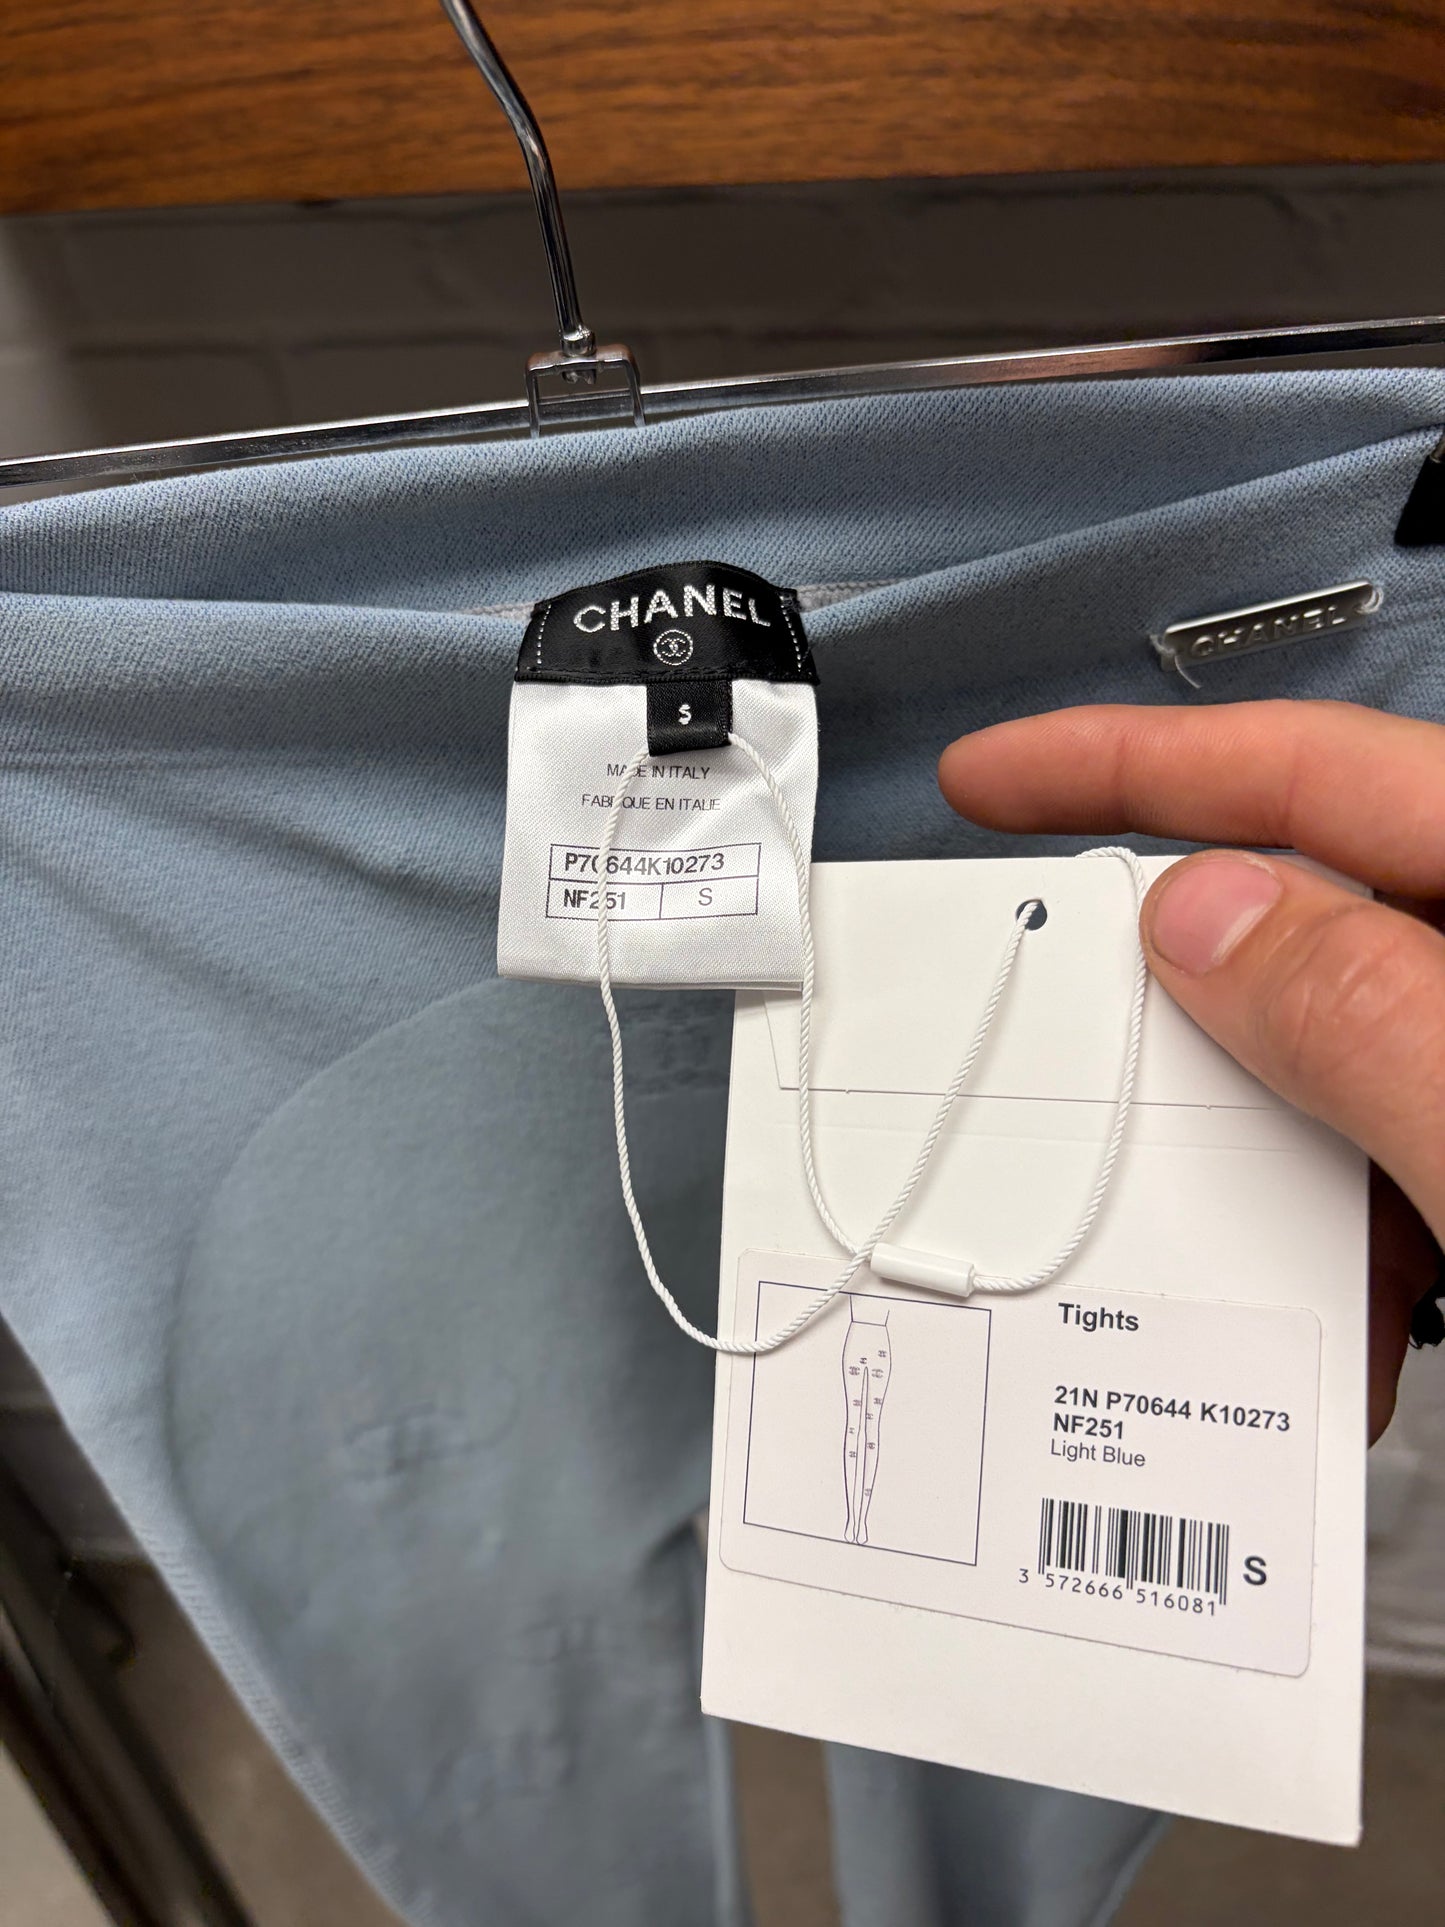 CHANEL
CHANEL
S
MADE IN ITALY
FABRIQUE EN ITALIE
P70644K10273
NF251 S
Tights
21N P70644 K10273
NF251
Light Blue
S
3 572666 516081